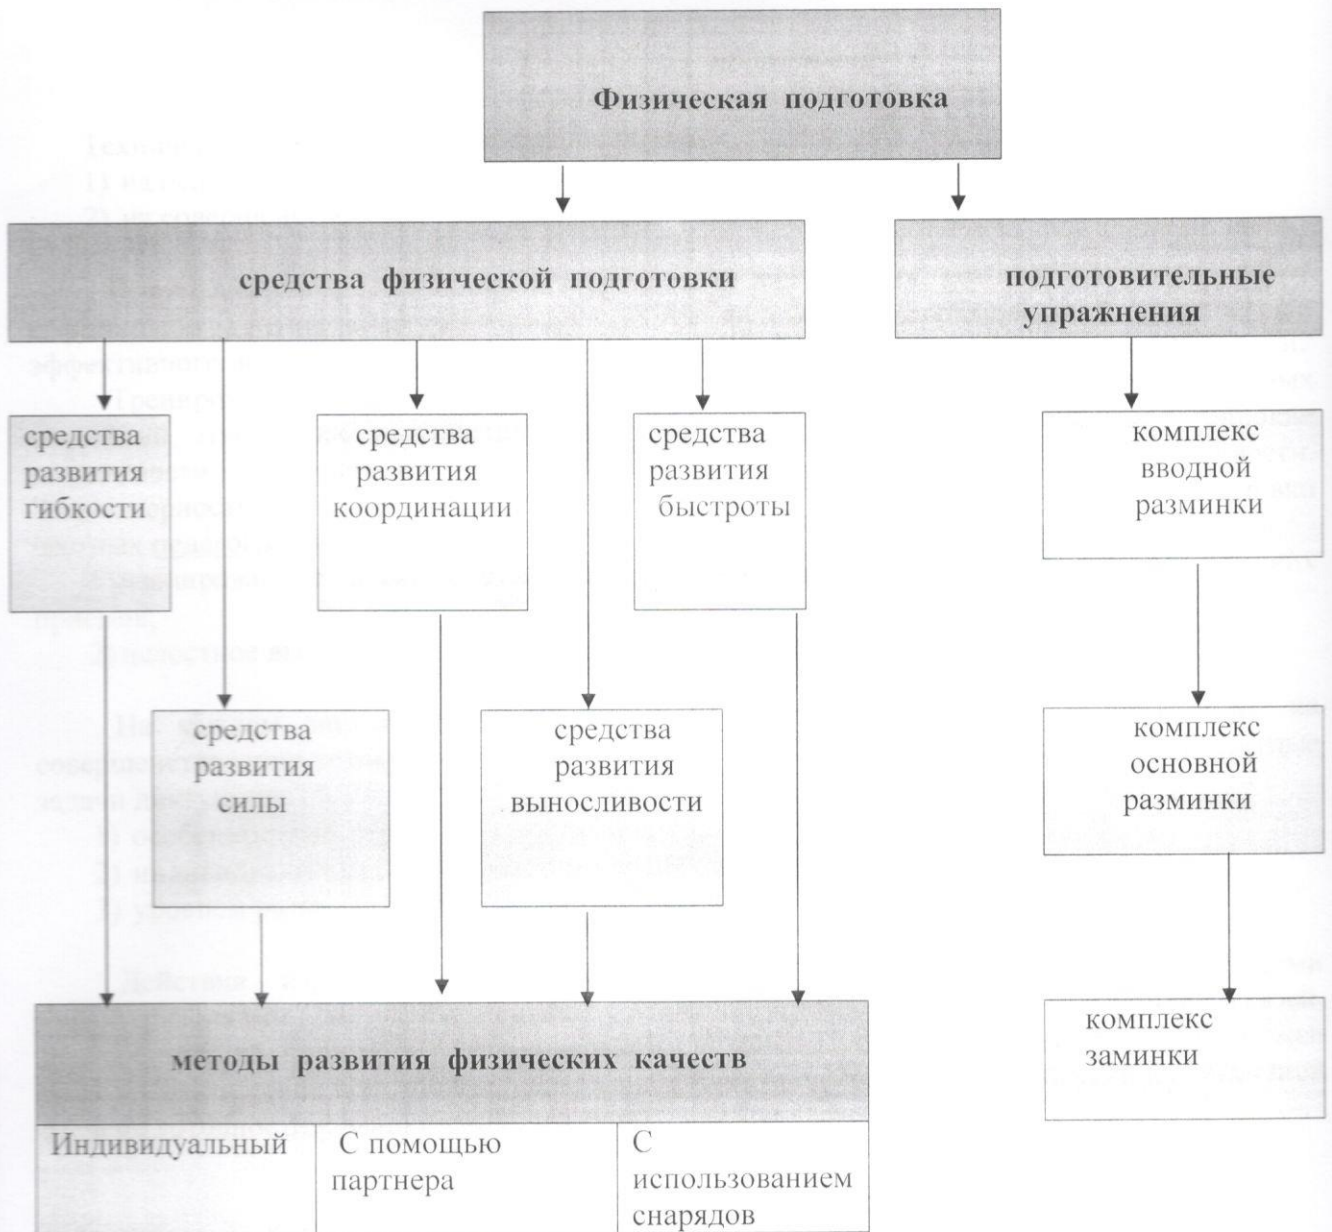 Физическая подготовка
средства физической подготовки
подготовительные
упражнения
средства
развития
гибкости
средства
развития
координации
средства
развития
быстроты
комплекс
вводной
разминки
средства
развития
силы
средства
развития
выносливости
комплекс
основной
разминки
методы развития физических качеств
комплекс
заминки
Индивидуальный
С помощью
партнера
С
использованием
снарядов